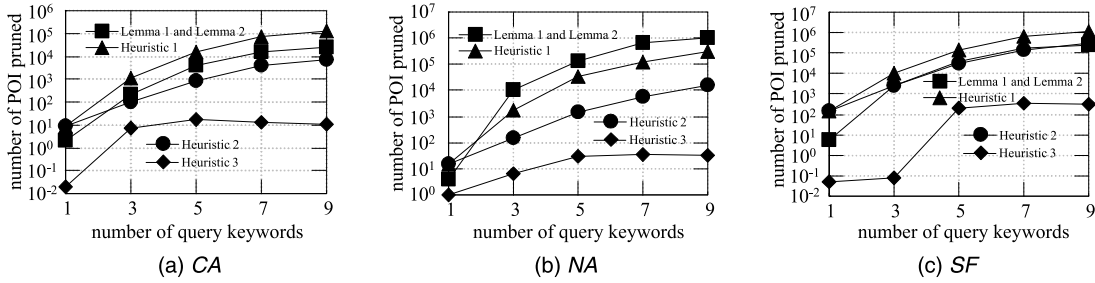 number of POI pruned
10^6
10^5
10^4
10^3
10^2
10^1
10^0
10^-1
10^-2
Lemma 1 and Lemma 2
Heuristic 1
Heuristic 2
Heuristic 3
1 3 5 7 9
number of query keywords
(a) CA
number of POI pruned
10^7
10^6
10^5
10^4
10^3
10^2
10^1
10^0
Lemma 1 and Lemma 2
Heuristic 1
Heuristic 2
Heuristic 3
1 3 5 7 9
number of query keywords
(b) NA
number of POI pruned
10^7
10^6
10^5
10^4
10^3
10^2
10^1
10^0
10^-1
10^-2
Lemma 1 and Lemma 2
Heuristic 1
Heuristic 2
Heuristic 3
1 3 5 7 9
number of query keywords
(c) SF